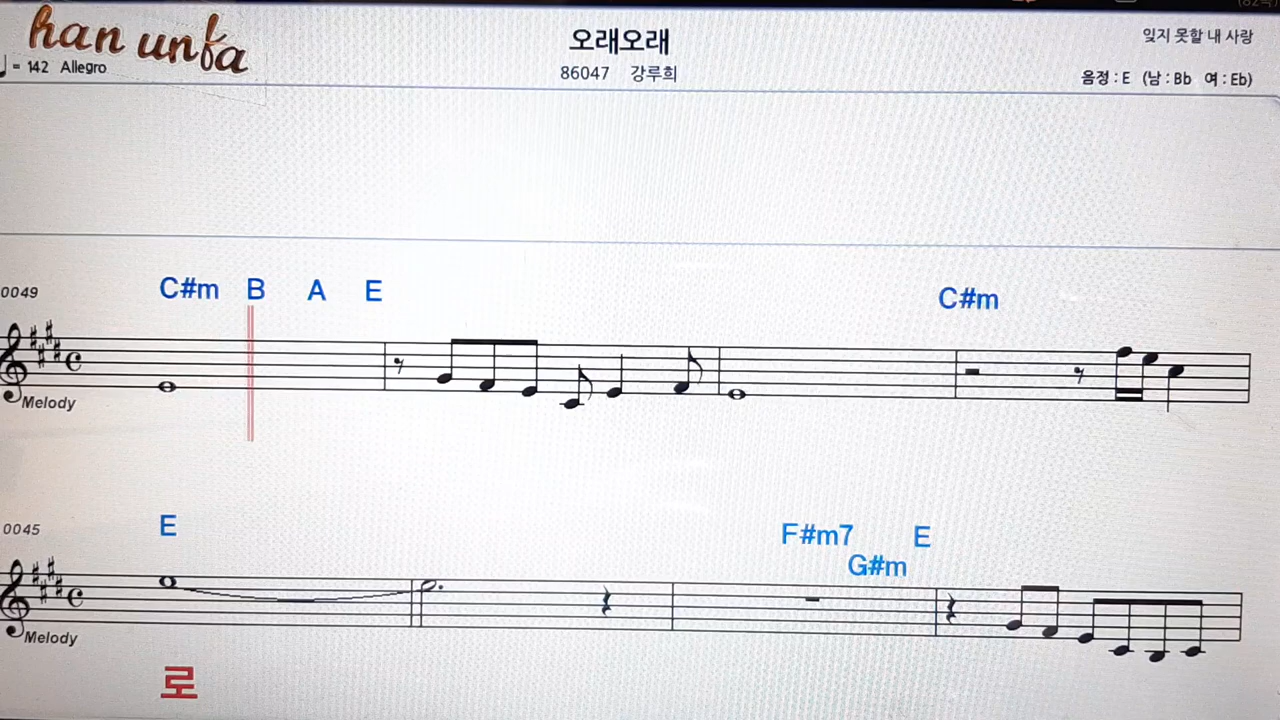 han unfa
= 142 Allegro
오래오래
86047 강루희
잊지 못할 내 사랑
음정 : E (남 : Bb 여 : Eb)
0049
C#m B A E C#m
Melody
0045
E F#m7 E
G#m
Melody
로